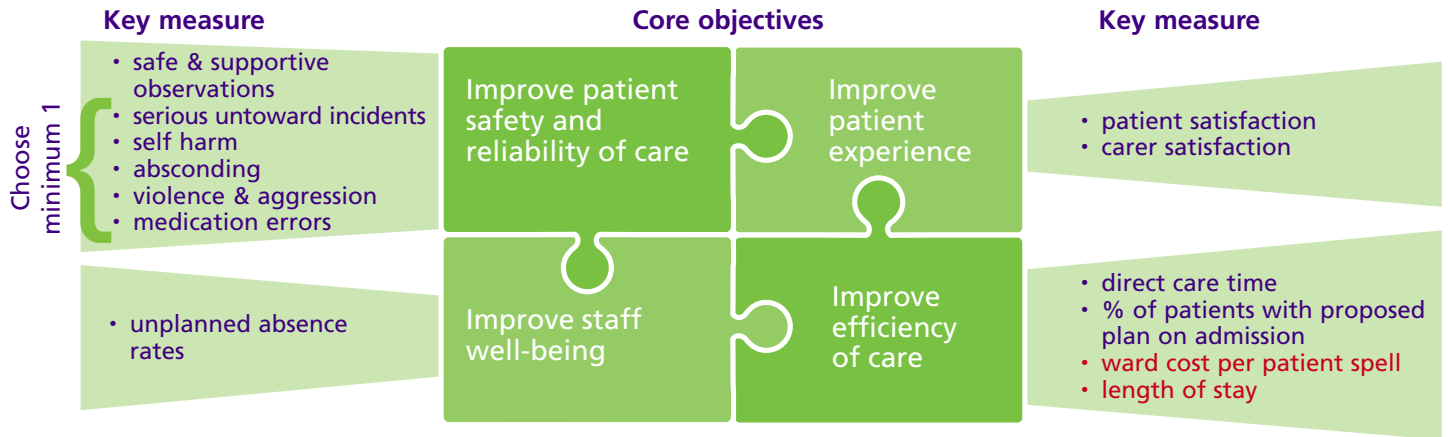 Key measure
Core objectives
Key measure
Choose
minimum 1
• safe & supportive
observations
• serious untoward incidents
• self harm
• absconding
• violence & aggression
• medication errors
Improve patient
safety and
reliability of care
Improve
patient
experience
• patient satisfaction
• carer satisfaction
• unplanned absence
rates
Improve staff
well-being
Improve
efficiency
of care
• direct care time
• % of patients with proposed
plan on admission
• ward cost per patient spell
• length of stay